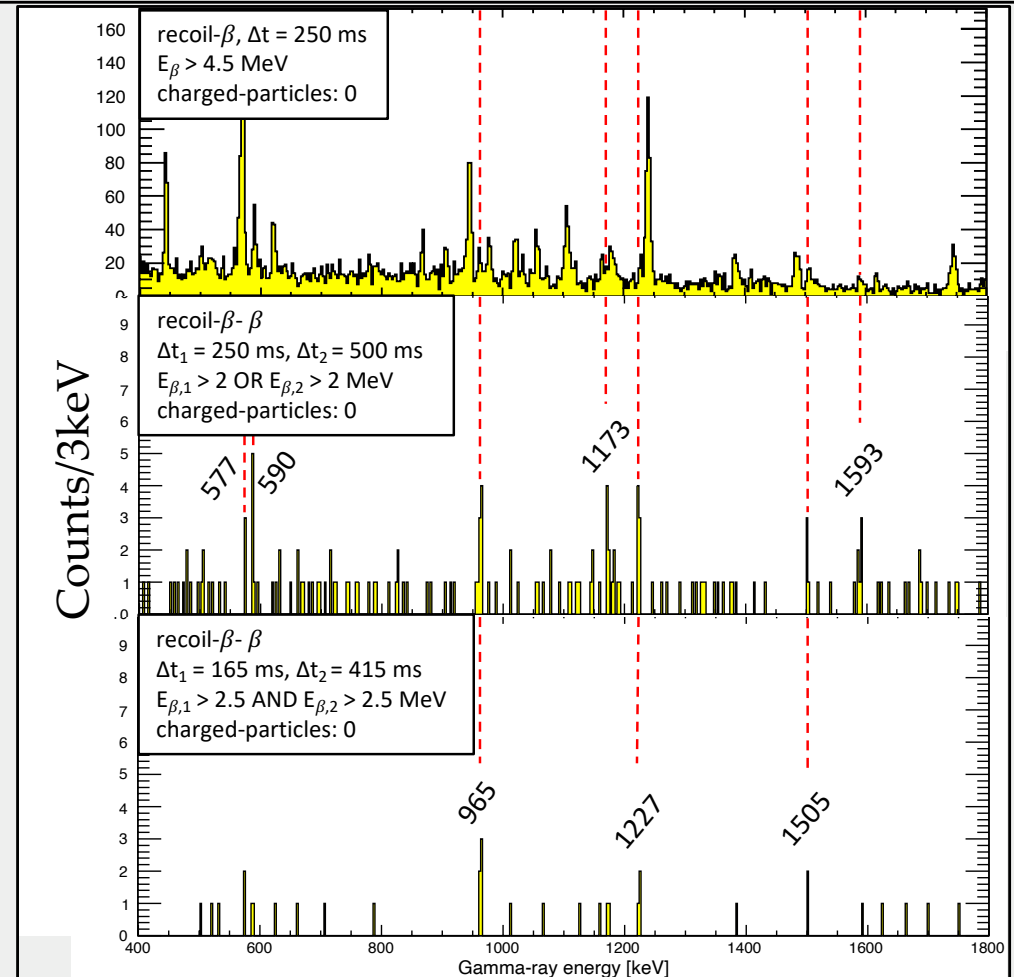 recoil-β, Δt = 250 ms
E_β > 4.5 MeV
charged-particles: 0
160
140
120
100
80
60
40
20
0
recoil-β- β
Δt₁ = 250 ms, Δt₂ = 500 ms
E_β,1 > 2 OR E_β,2 > 2 MeV
charged-particles: 0
9
8
7
6
5
4
3
2
1
0
577
590
1173
1593
Counts/3keV
recoil-β- β
Δt₁ = 165 ms, Δt₂ = 415 ms
E_β,1 > 2.5 AND E_β,2 > 2.5 MeV
charged-particles: 0
9
8
7
6
5
4
3
2
1
0
965
1227
1505
400 600 800 1000 1200 1400 1600 1800
Gamma-ray energy [keV]